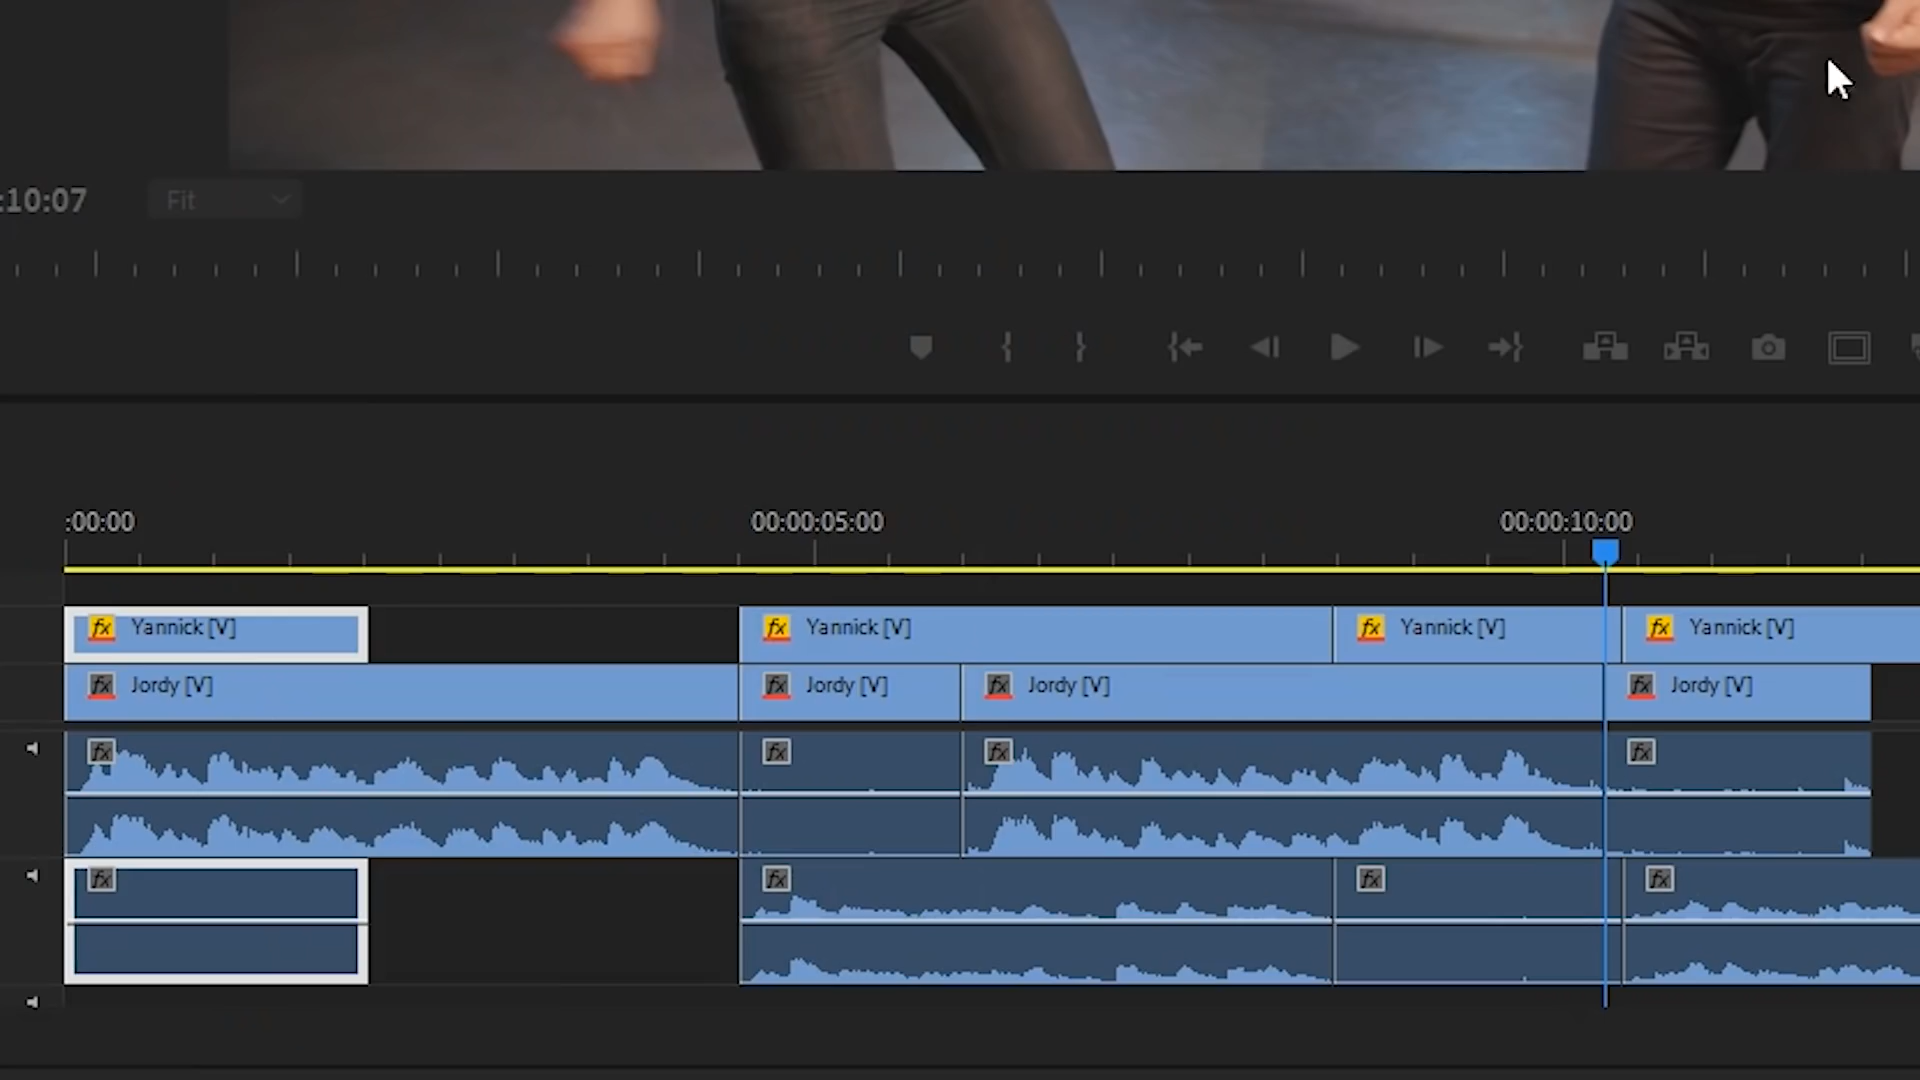 :10:07 Fit
:00:00 00:00:05:00 00:00:10:00
fx Yannick [V] fx Yannick [V] fx Yannick [V] fx Yannick [V]
fx Jordy [V] fx Jordy [V] fx Jordy [V] fx Jordy [V]
fx fx fx fx
fx fx fx fx